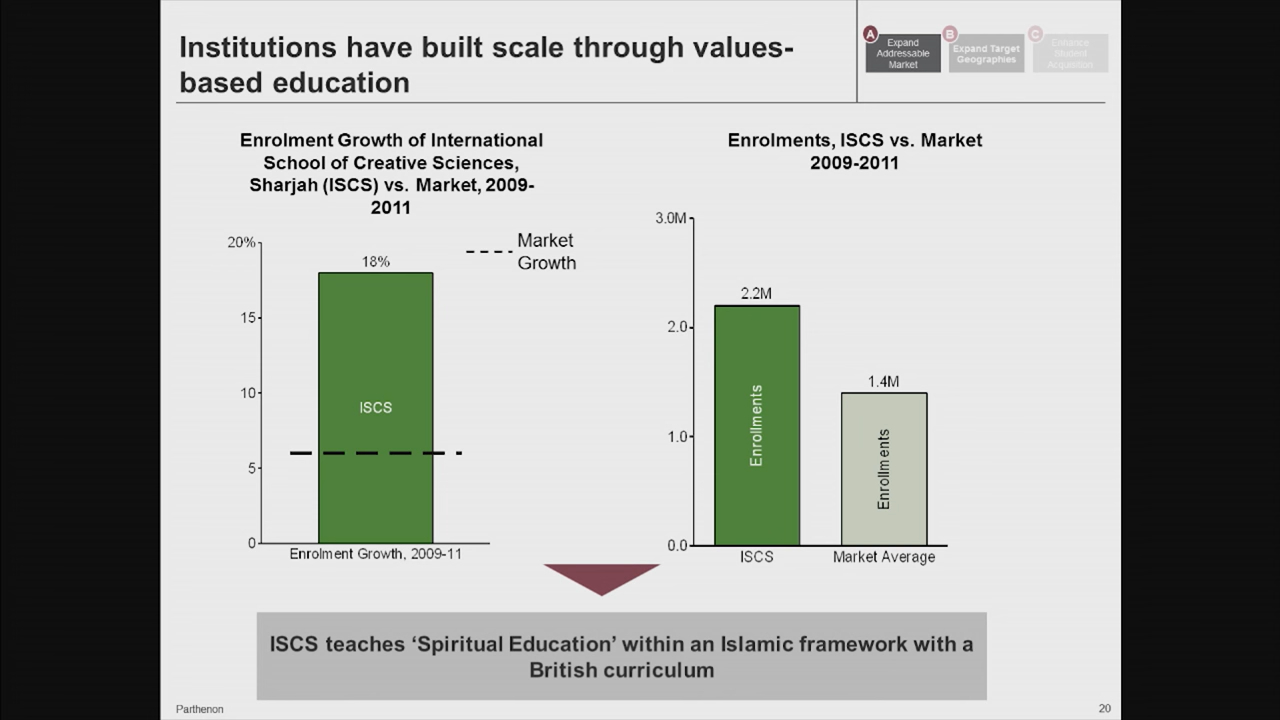 Institutions have built scale through values-
based education
A
Expand
Addressable
Market
B
Expand Target
Geographies
C
Enhance
Student
Acquisition
Enrolment Growth of International
School of Creative Sciences,
Sharjah (ISCS) vs. Market, 2009-
2011
Market
Growth
20%
15
10
5
0
18%
ISCS
Enrolment Growth, 2009-11
Enrolments, ISCS vs. Market
2009-2011
3.0M
2.0
1.0
0.0
2.2M
Enrollments
1.4M
Enrollments
ISCS
Market Average
ISCS teaches ‘Spiritual Education’ within an Islamic framework with a
British curriculum
Parthenon
20